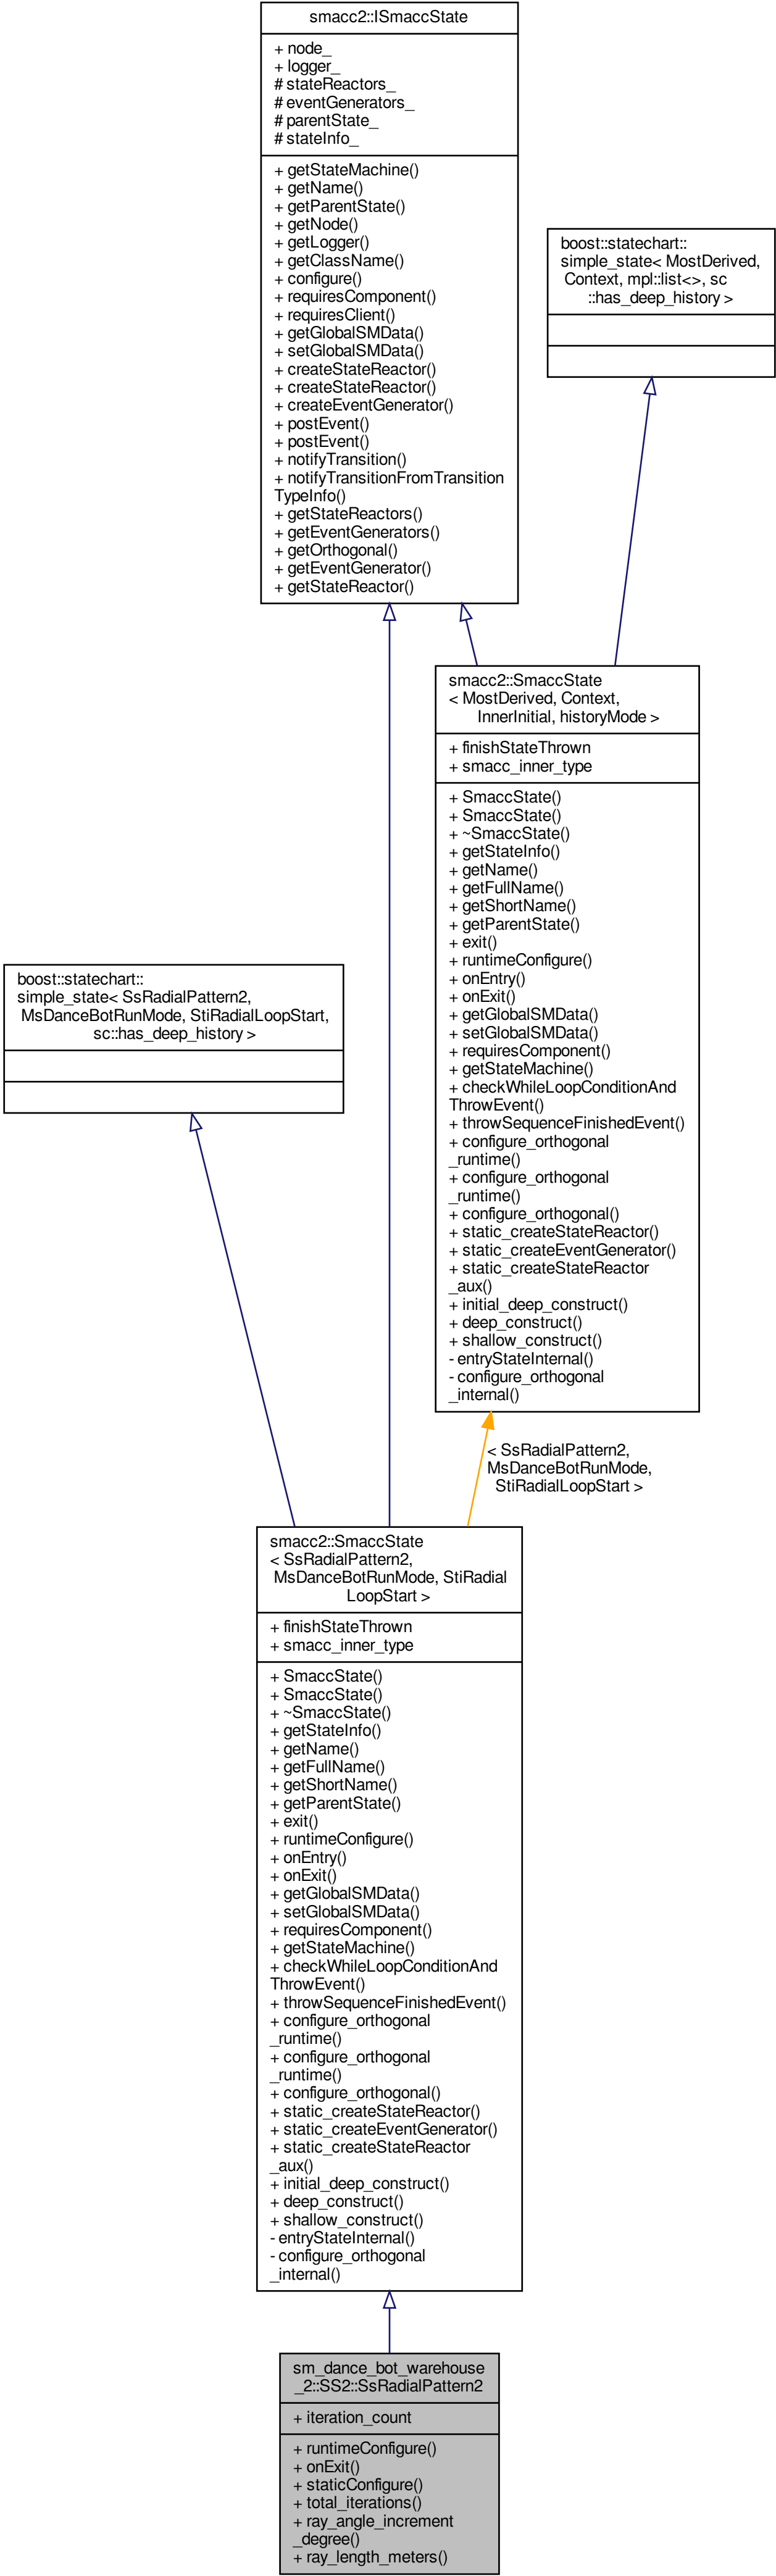 smacc2::ISmaccState
+ node_
+ logger_
# stateReactors_
# eventGenerators_
# parentState_
# stateInfo_
+ getStateMachine()
+ getName()
+ getParentState()
+ getNode()
+ getLogger()
+ getClassName()
+ configure()
+ requiresComponent()
+ requiresClient()
+ getGlobalSMData()
+ setGlobalSMData()
+ createStateReactor()
+ createStateReactor()
+ createEventGenerator()
+ postEvent()
+ postEvent()
+ notifyTransition()
+ notifyTransitionFromTransition
TypeInfo()
+ getStateReactors()
+ getEventGenerators()
+ getOrthogonal()
+ getEventGenerator()
+ getStateReactor()
boost::statechart::
simple_state< MostDerived,
Context, mpl::list<>, sc
::has_deep_history >
smacc2::SmaccState
< MostDerived, Context,
InnerInitial, historyMode >
+ finishStateThrown
+ smacc_inner_type
+ SmaccState()
+ SmaccState()
+ ~SmaccState()
+ getStateInfo()
+ getName()
+ getFullName()
+ getShortName()
+ getParentState()
+ exit()
+ runtimeConfigure()
+ onEntry()
+ onExit()
+ getGlobalSMData()
+ setGlobalSMData()
+ requiresComponent()
+ getStateMachine()
+ checkWhileLoopConditionAnd
ThrowEvent()
+ throwSequenceFinishedEvent()
+ configure_orthogonal
_runtime()
+ configure_orthogonal
_runtime()
+ configure_orthogonal()
+ static_createStateReactor()
+ static_createEventGenerator()
+ static_createStateReactor
_aux()
+ initial_deep_construct()
+ deep_construct()
+ shallow_construct()
- entryStateInternal()
- configure_orthogonal
_internal()
boost::statechart::
simple_state< SsRadialPattern2,
MsDanceBotRunMode, StiRadialLoopStart,
sc::has_deep_history >
< SsRadialPattern2,
MsDanceBotRunMode,
StiRadialLoopStart >
smacc2::SmaccState
< SsRadialPattern2,
MsDanceBotRunMode, StiRadial
LoopStart >
+ finishStateThrown
+ smacc_inner_type
+ SmaccState()
+ SmaccState()
+ ~SmaccState()
+ getStateInfo()
+ getName()
+ getFullName()
+ getShortName()
+ getParentState()
+ exit()
+ runtimeConfigure()
+ onEntry()
+ onExit()
+ getGlobalSMData()
+ setGlobalSMData()
+ requiresComponent()
+ getStateMachine()
+ checkWhileLoopConditionAnd
ThrowEvent()
+ throwSequenceFinishedEvent()
+ configure_orthogonal
_runtime()
+ configure_orthogonal
_runtime()
+ configure_orthogonal()
+ static_createStateReactor()
+ static_createEventGenerator()
+ static_createStateReactor
_aux()
+ initial_deep_construct()
+ deep_construct()
+ shallow_construct()
- entryStateInternal()
- configure_orthogonal
_internal()
sm_dance_bot_warehouse
_2::SS2::SsRadialPattern2
+ iteration_count
+ runtimeConfigure()
+ onExit()
+ staticConfigure()
+ total_iterations()
+ ray_angle_increment
_degree()
+ ray_length_meters()